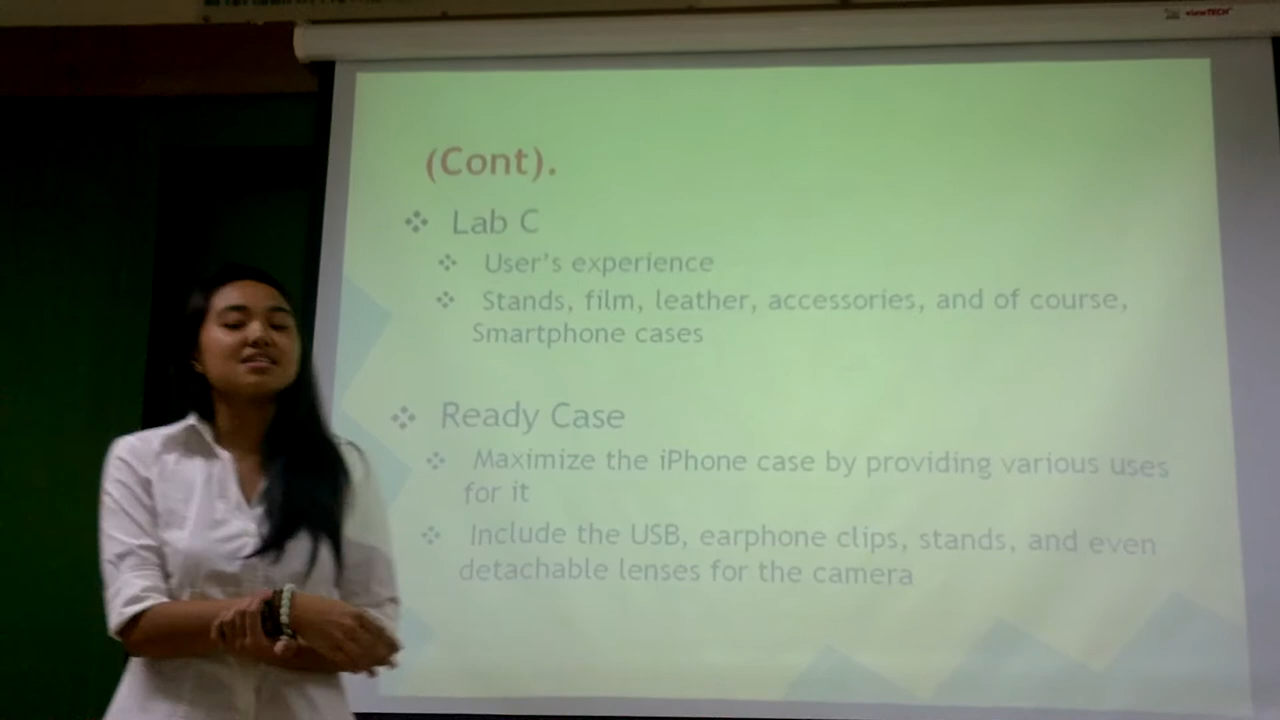 viewTECH
(Cont).
Lab C
User's experience
Stands, film, leather, accessories, and of course,
Smartphone cases
Ready Case
Maximize the iPhone case by providing various uses
for it
Include the USB, earphone clips, stands, and even
detachable lenses for the camera